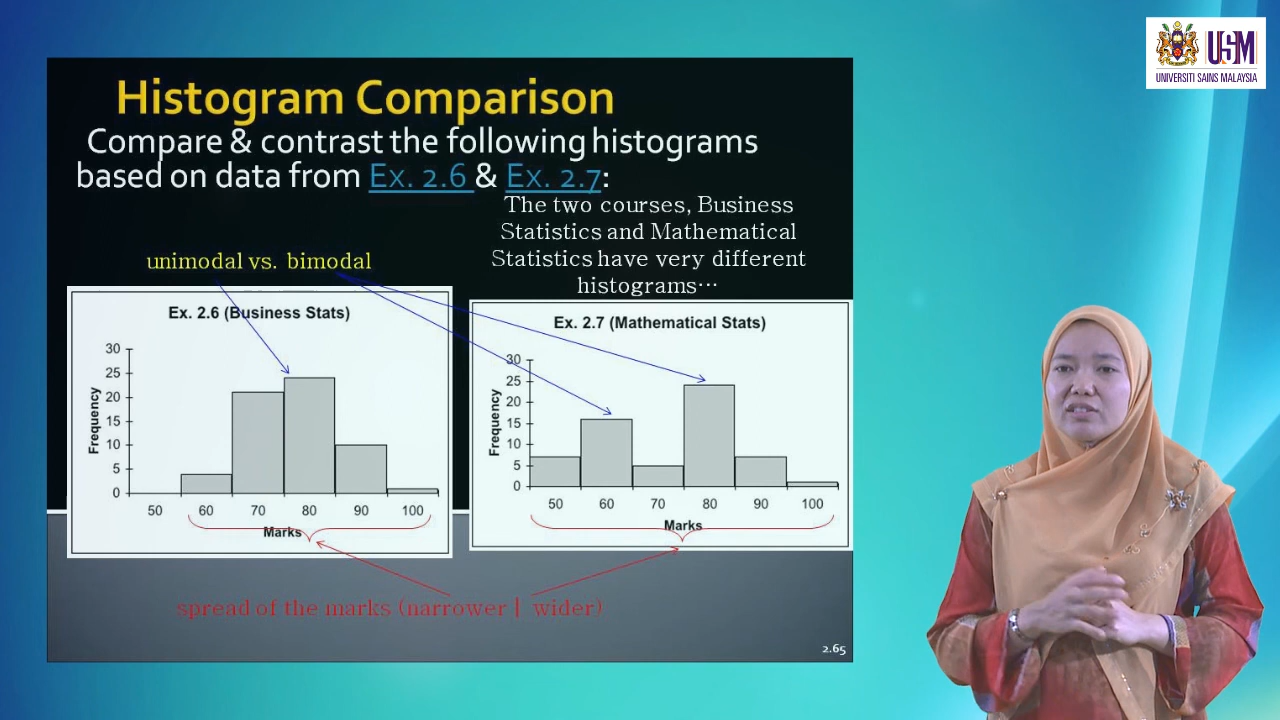 USM
UNIVERSITI SAINS MALAYSIA
Histogram Comparison
Compare & contrast the following histograms
based on data from Ex. 2.6 & Ex. 2.7:
The two courses, Business
Statistics and Mathematical
Statistics have very different
histograms…
unimodal vs. bimodal
Ex. 2.6 (Business Stats)
30
25
20
15
10
5
0
Frequency
50 60 70 80 90 100
Marks
Ex. 2.7 (Mathematical Stats)
30
25
20
15
10
5
0
Frequency
50 60 70 80 90 100
Marks
spread of the marks (narrower | wider)
2.65